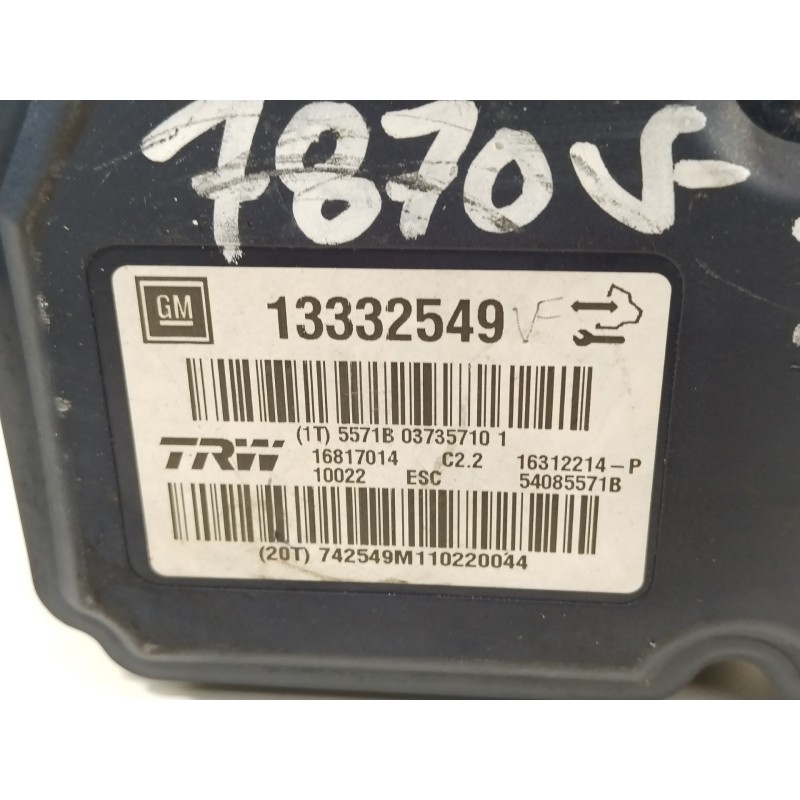 7870V-
GM
13332549 VF
(1T) 5571B 03735710 1
TRW
16817014 C2.2 16312214-P
10022 ESC 54085571B
(20T) 742549M110220044